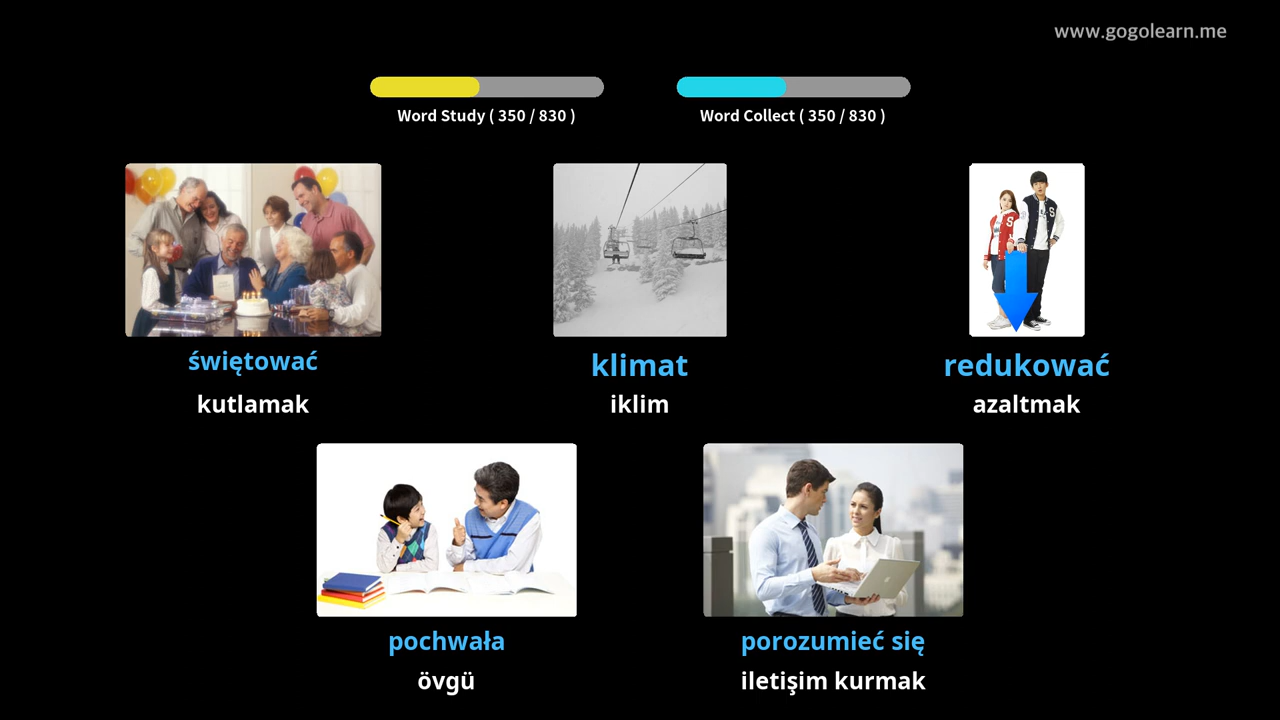 www.gogolearn.me
Word Study ( 350 / 830 )
Word Collect ( 350 / 830 )
świętować
kutlamak
klimat
iklim
redukować
azaltmak
pochwała
övgü
porozumieć się
iletişim kurmak